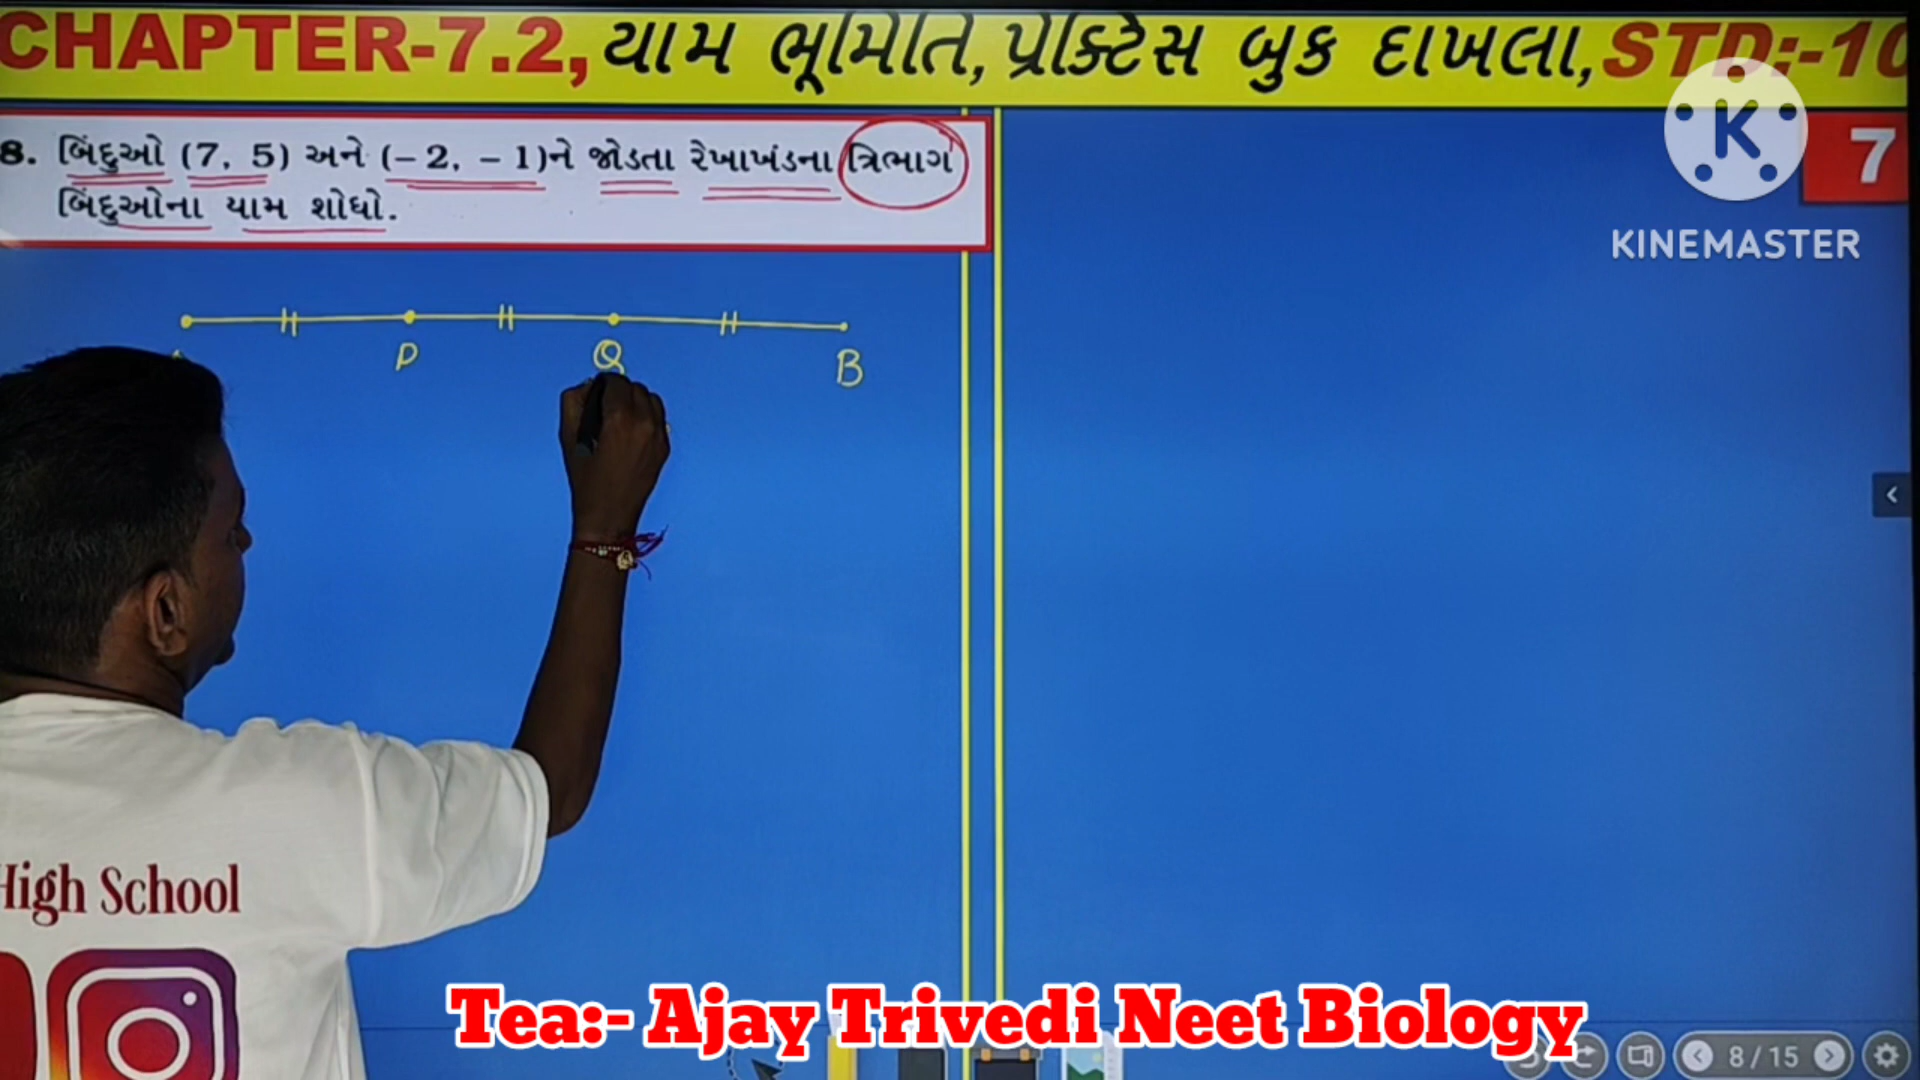 CHAPTER-7.2, યામ ભૂમિતિ, પ્રેક્ટિસ બુક દાખલા, STD:-10
8. બિંદુઓ (7, 5) અને (– 2, – 1)ને જોડતા રેખાખંડના ત્રિભાગ
બિંદુઓના યામ શોધો.
7
K
KINEMASTER
P
Q
B
High School
Tea:- Ajay Trivedi Neet Biology
8 / 15